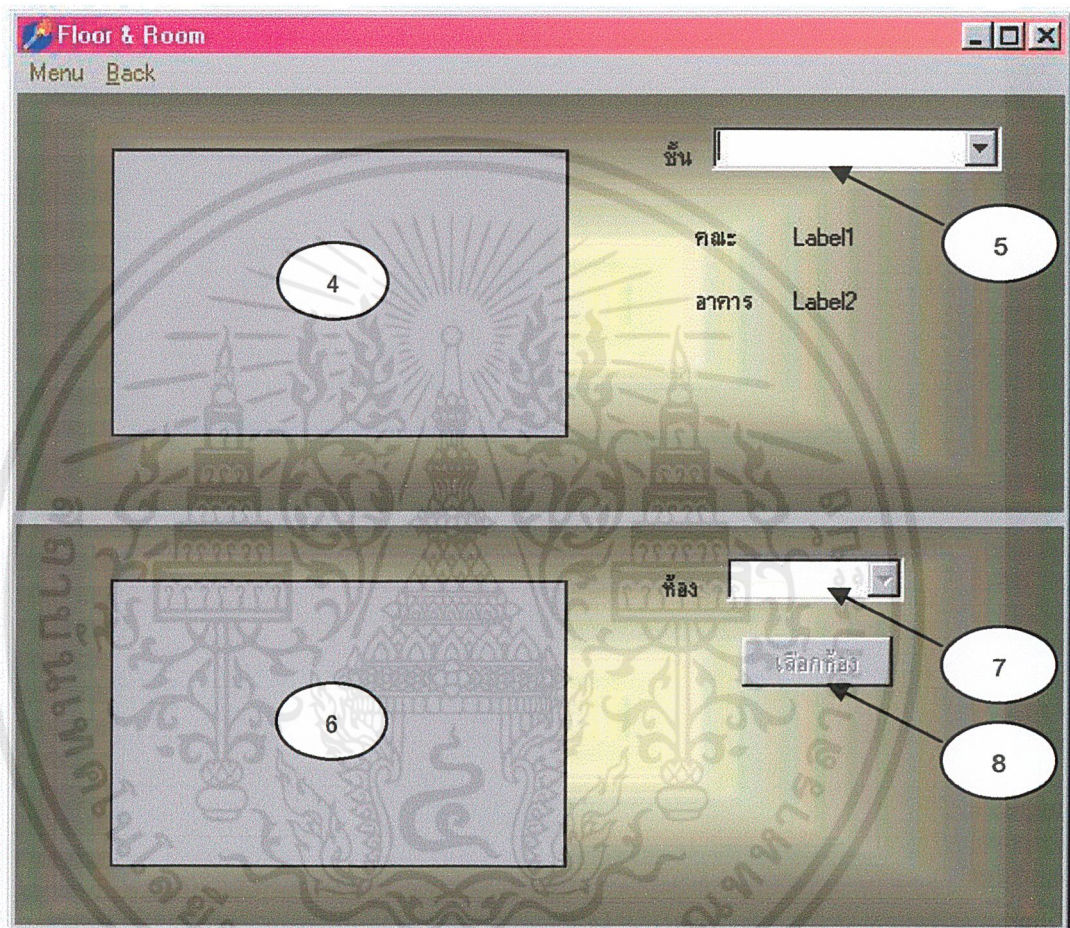 Floor & Room
Menu Back
ชั้น
4
5
คณะ Label1
อาคาร Label2
ห้อง
6
7
เลือกห้อง
8